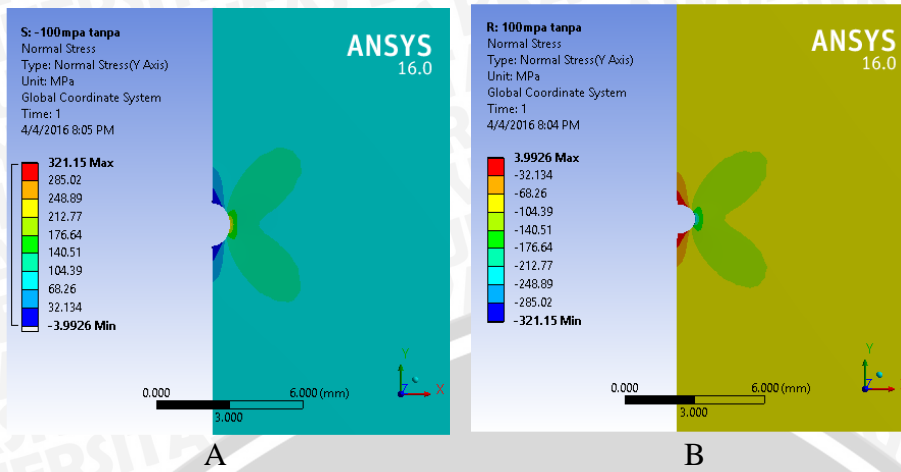 S: -100mpa tanpa
Normal Stress
Type: Normal Stress(Y Axis)
Unit: MPa
Global Coordinate System
Time: 1
4/4/2016 8:05 PM
ANSYS
16.0
321.15 Max
285.02
248.89
212.77
176.64
140.51
104.39
68.26
32.134
-3.9926 Min
0.000
6.000 (mm)
3.000
Y
X
Z
A
R: 100mpa tanpa
Normal Stress
Type: Normal Stress(Y Axis)
Unit: MPa
Global Coordinate System
Time: 1
4/4/2016 8:04 PM
ANSYS
16.0
3.9926 Max
-32.134
-68.26
-104.39
-140.51
-176.64
-212.77
-248.89
-285.02
-321.15 Min
0.000
6.000 (mm)
3.000
Y
X
Z
B